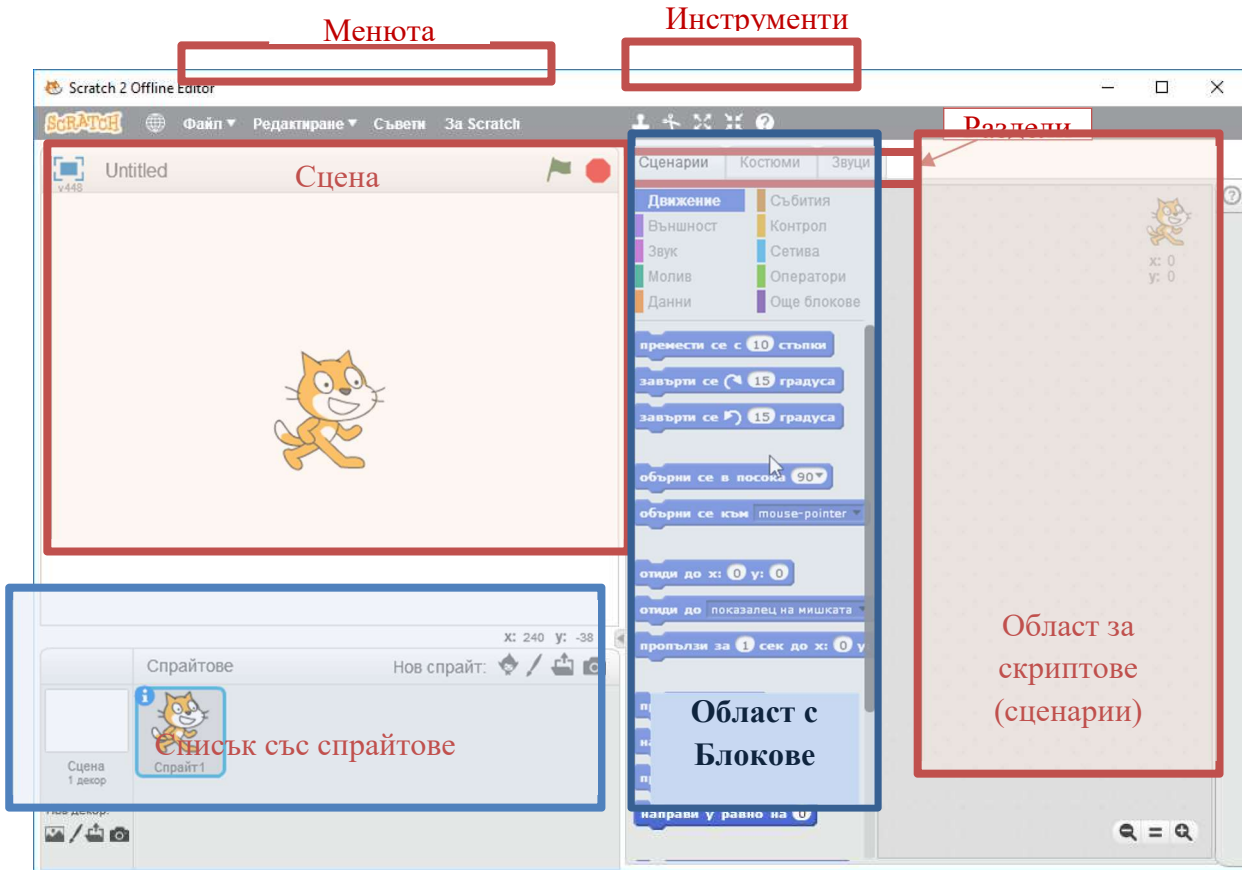 Менюта
Инструменти
Scratch 2 Offline Editor
SCRATCH
Файл
Редактиране
Съвети
За Scratch
Раздели
v448
Untitled
Сцена
Сценарии
Костюми
Звуци
Движение
Събития
Външност
Контрол
Звук
Сетива
Молив
Оператори
Данни
Още блокове
x: 0
y: 0
премести се с 10 стъпки
завърти се 15 градуса
завърти се 15 градуса
обърни се в посока 90
обърни се към mouse-pointer
отиди до x: 0 y: 0
отиди до показалец на мишката
пропълзи за 1 сек до x: 0 y
x: 240 y: -38
Спрайтове
Нов спрайт:
Списък със спрайтове
Сцена
1 декор
Спрайт1
Област с
Блокове
Област за
скриптове
(сценарии)
направи y равно на 0